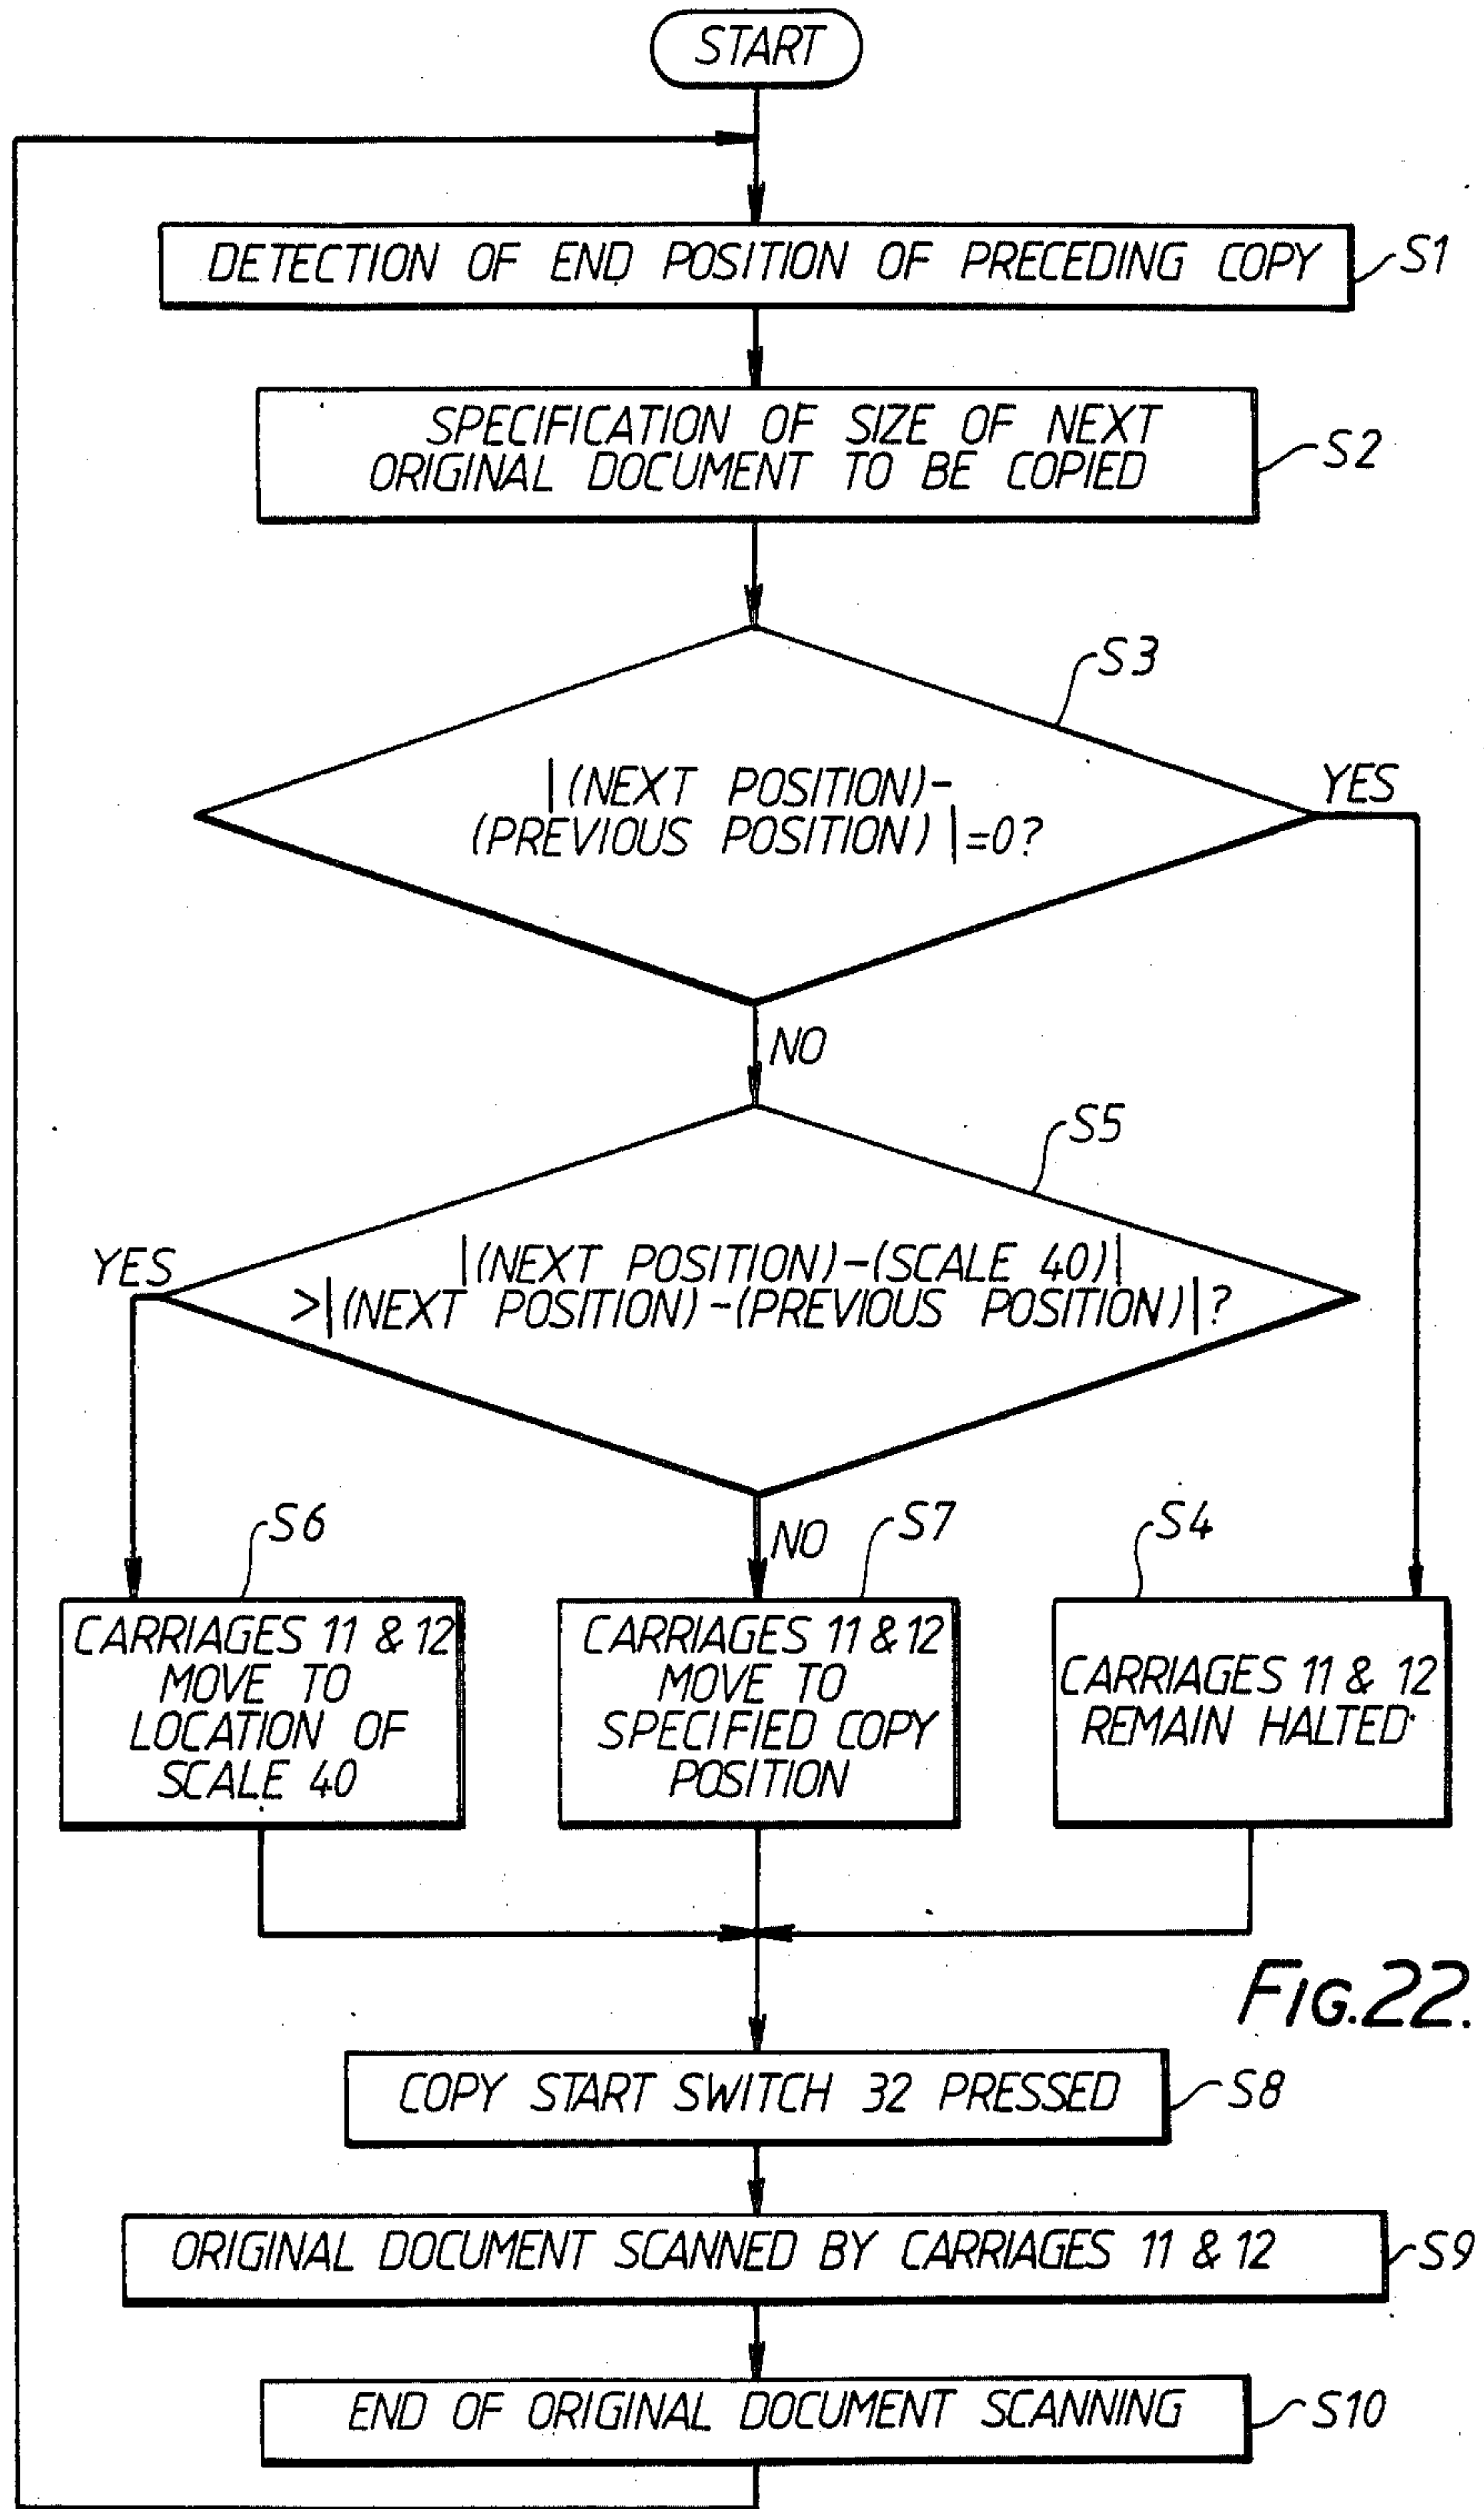 START
DETECTION OF END POSITION OF PRECEDING COPY
S1
SPECIFICATION OF SIZE OF NEXT
ORIGINAL DOCUMENT TO BE COPIED
S2
S3
|(NEXT POSITION)-
(PREVIOUS POSITION)|=0?
YES
NO
S5
YES
|(NEXT POSITION)-(SCALE 40)|
>|(NEXT POSITION)-(PREVIOUS POSITION)|?
NO
S6
CARRIAGES 11 & 12
MOVE TO
LOCATION OF
SCALE 40
S7
CARRIAGES 11 & 12
MOVE TO
SPECIFIED COPY
POSITION
S4
CARRIAGES 11 & 12
REMAIN HALTED
FIG.22.
COPY START SWITCH 32 PRESSED
S8
ORIGINAL DOCUMENT SCANNED BY CARRIAGES 11 & 12
S9
END OF ORIGINAL DOCUMENT SCANNING
S10